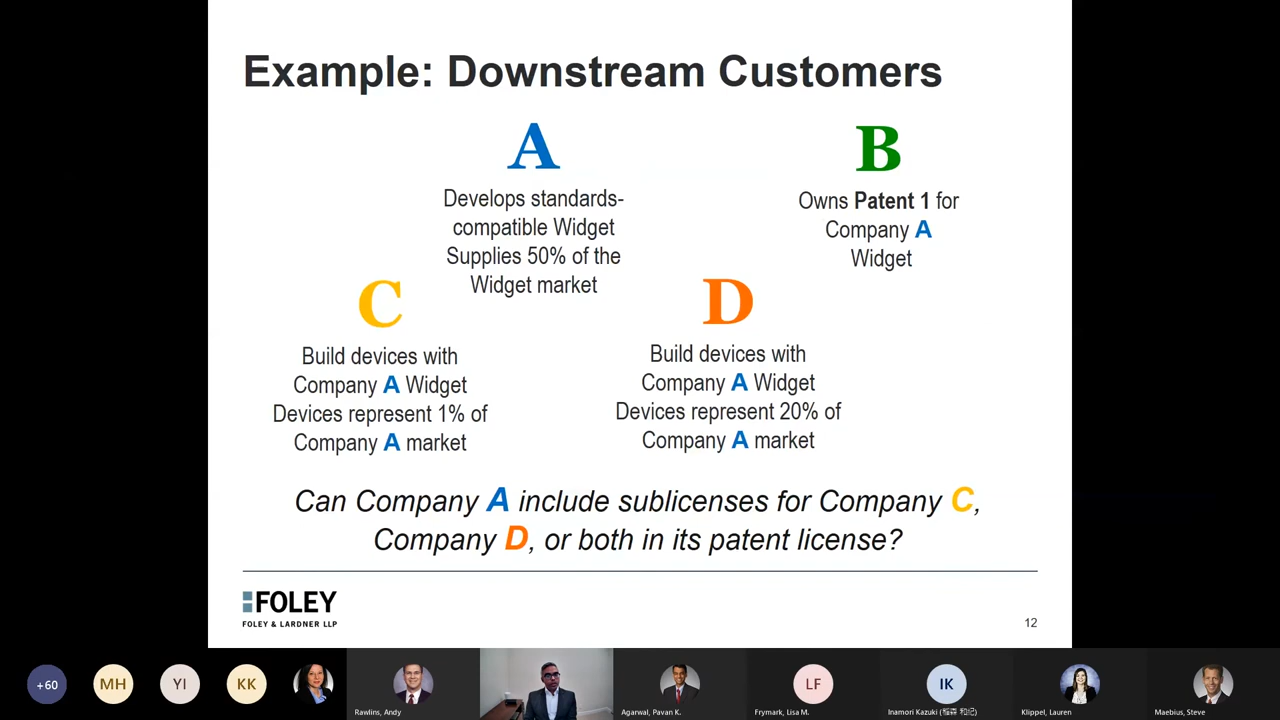 Example: Downstream Customers
A
Develops standards-
compatible Widget
Supplies 50% of the
Widget market
B
Owns Patent 1 for
Company A
Widget
C
Build devices with
Company A Widget
Devices represent 1% of
Company A market
D
Build devices with
Company A Widget
Devices represent 20% of
Company A market
Can Company A include sublicenses for Company C,
Company D, or both in its patent license?
FOLEY
FOLEY & LARDNER LLP
12
+60
MH
YI
KK
LF
IK
Rawlins, Andy
Agarwal, Pavan K.
Frymark, Lisa M.
Inamori Kazuki (
Klippel, Lauren
Maebius, Steve